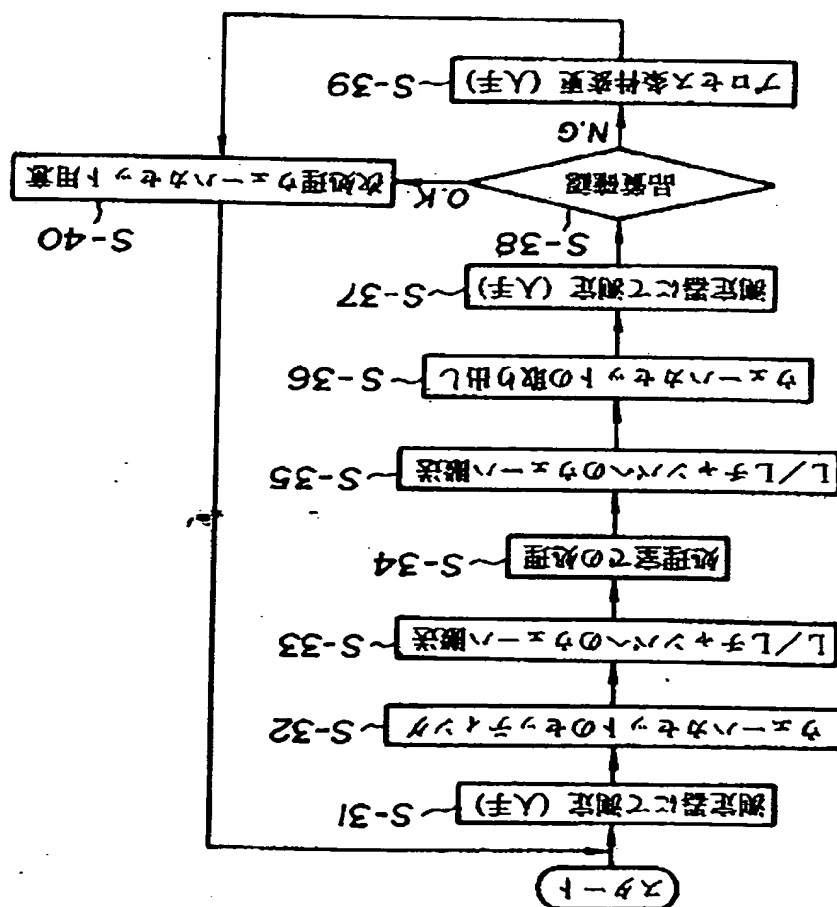 スタート
測定器にて測定 (人手)
S-31
ウェーハカセットのセッティング
S-32
L/Lチャンバへのウェーハ搬送
S-33
処理室での処理
S-34
L/Lチャンバへのウェーハ搬送
S-35
ウェーハカセットの取り出し
S-36
測定器にて測定 (人手)
S-37
S-38
品質確認
O.K
N.G
プロセス条件変更 (人手)
S-39
S-40
次処理ウェーハカセット用意